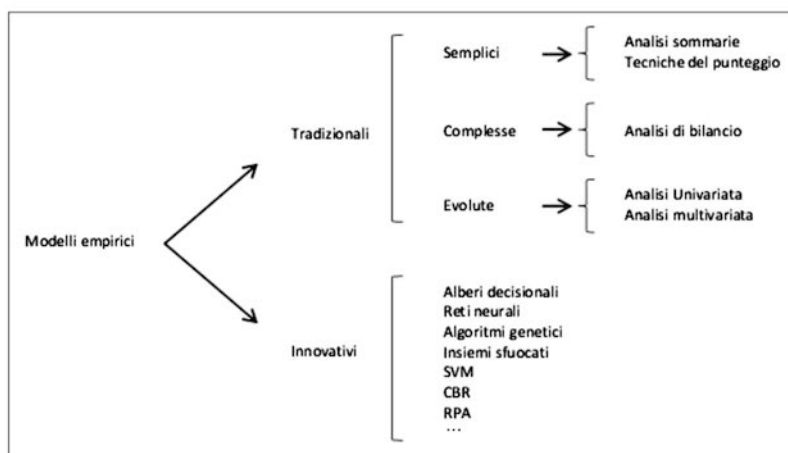 Modelli empirici
Tradizionali
Semplici
Analisi sommarie
Tecniche del punteggio
Complesse
Analisi di bilancio
Evolute
Analisi Univariata
Analisi multivariata
Innovativi
Alberi decisionali
Reti neurali
Algoritmi genetici
Insiemi sfuocati
SVM
CBR
RPA
...